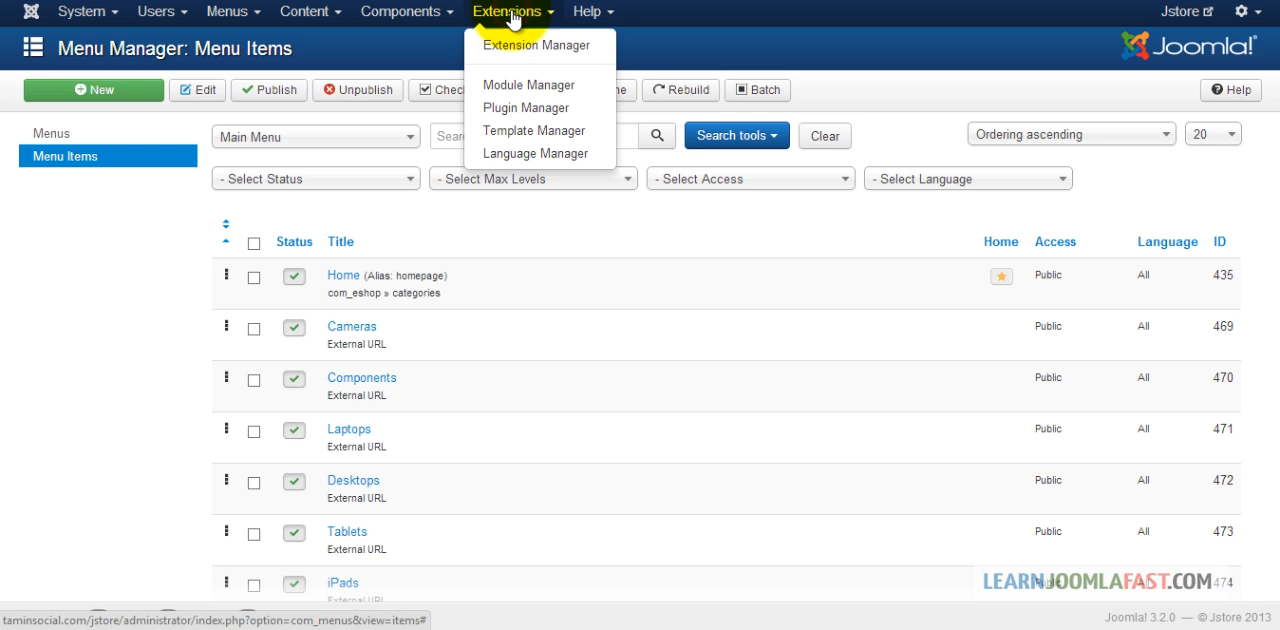 System Users Menus Content Components Extensions Help Jstore
Menu Manager: Menu Items Joomla!®
Extension Manager
Module Manager
Plugin Manager
Template Manager
Language Manager
New Edit Publish Unpublish Rebuild Batch Help
Menus
Menu Items
Main Menu Search tools Clear Ordering ascending 20
- Select Status - Select Max Levels - Select Access - Select Language
Status Title Home Access Language ID
Home (Alias: homepage) Public All 435
com_eshop » categories
Cameras Public All 469
External URL
Components Public All 470
External URL
Laptops Public All 471
External URL
Desktops Public All 472
External URL
Tablets Public All 473
External URL
iPads 474
External URL
LEARNJOOMLAFAST.COM
taminsocial.com/jstore/administrator/index.php?option=com_menus&view=items#
Joomla! 3.2.0 — © Jstore 2013